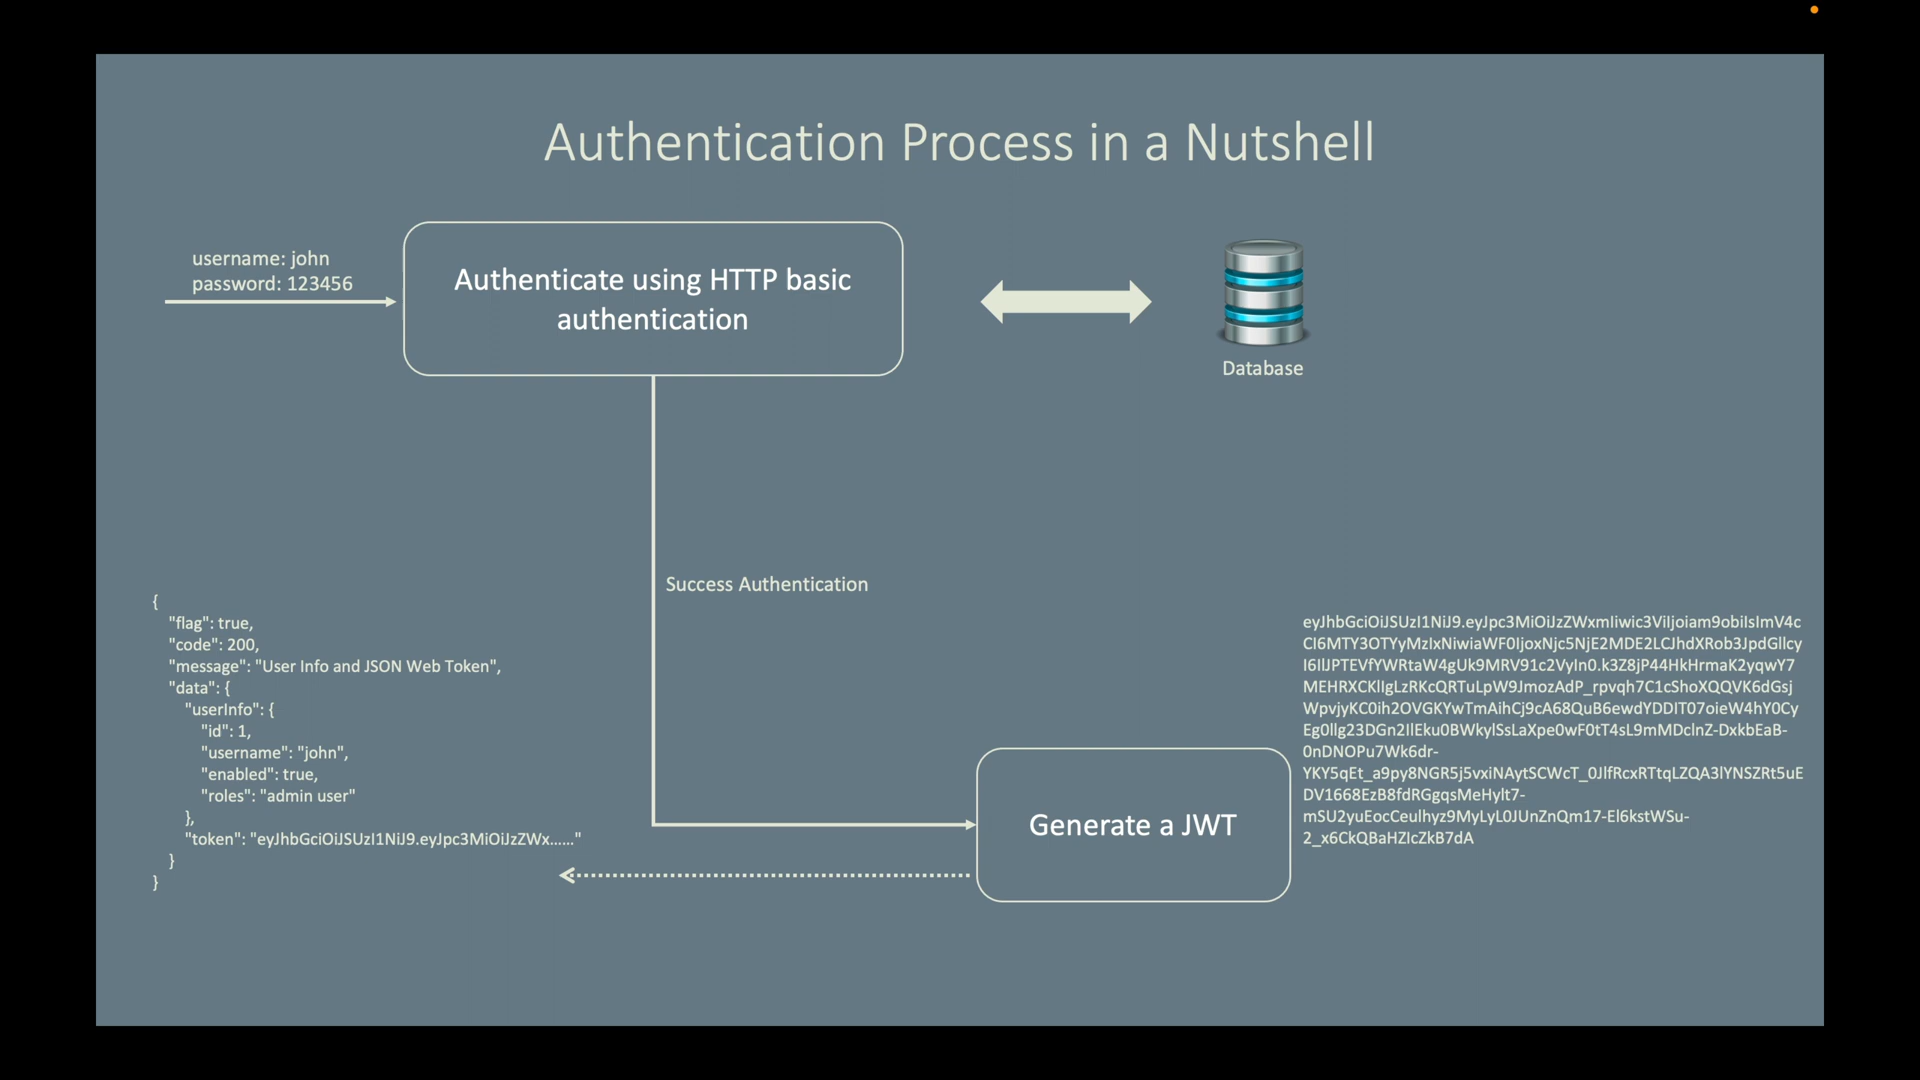 Authentication Process in a Nutshell
username: john
password: 123456
Authenticate using HTTP basic
authentication
Database
Success Authentication
{
"flag": true,
"code": 200,
"message": "User Info and JSON Web Token",
"data": {
"userInfo": {
"id": 1,
"username": "john",
"enabled": true,
"roles": "admin user"
},
"token": "eyJhbGciOiJSUzI1NiJ9.eyJpc3MiOiJzZWx......"
}
}
Generate a JWT
eyJhbGciOiJSUzI1NiJ9.eyJpc3MiOiJzZWxmIiwic3ViIjoiam9obiIsImV4c
CI6MTY3OTYyMzIxNiwiaWF0IjoxNjc5NjE2MDE2LCJhdXRob3JpdGllcy
I6IlJPTEVfYWRtaW4gUk9MRV91c2VyIn0.k3Z8jP44HkHrmaK2yqwY7
MEHRXCKlIgLzRKcQRTuLpW9JmozAdP_rpvqh7C1cShoXQQVK6dGsj
WpvjyKC0ih2OVGKYwTmAihCj9cA68QuB6ewdYDDIT07oieW4hY0Cy
Eg0llg23DGn2IlEku0BWkylSsLaXpe0wF0tT4sL9mMDclnZ-DxkbEaB-
0nDNOPu7Wk6dr-
YKY5qEt_a9py8NGR5j5vxiNAytSCWcT_0JlfRcxRTtqLZQA3lYNSZRt5uE
DV1668EzB8fdRGgqsMeHylt7-
mSU2yuEocCeulhyz9MyLyL0JUnZnQm17-El6kstWSu-
2_x6CkQBaHZIcZkB7dA